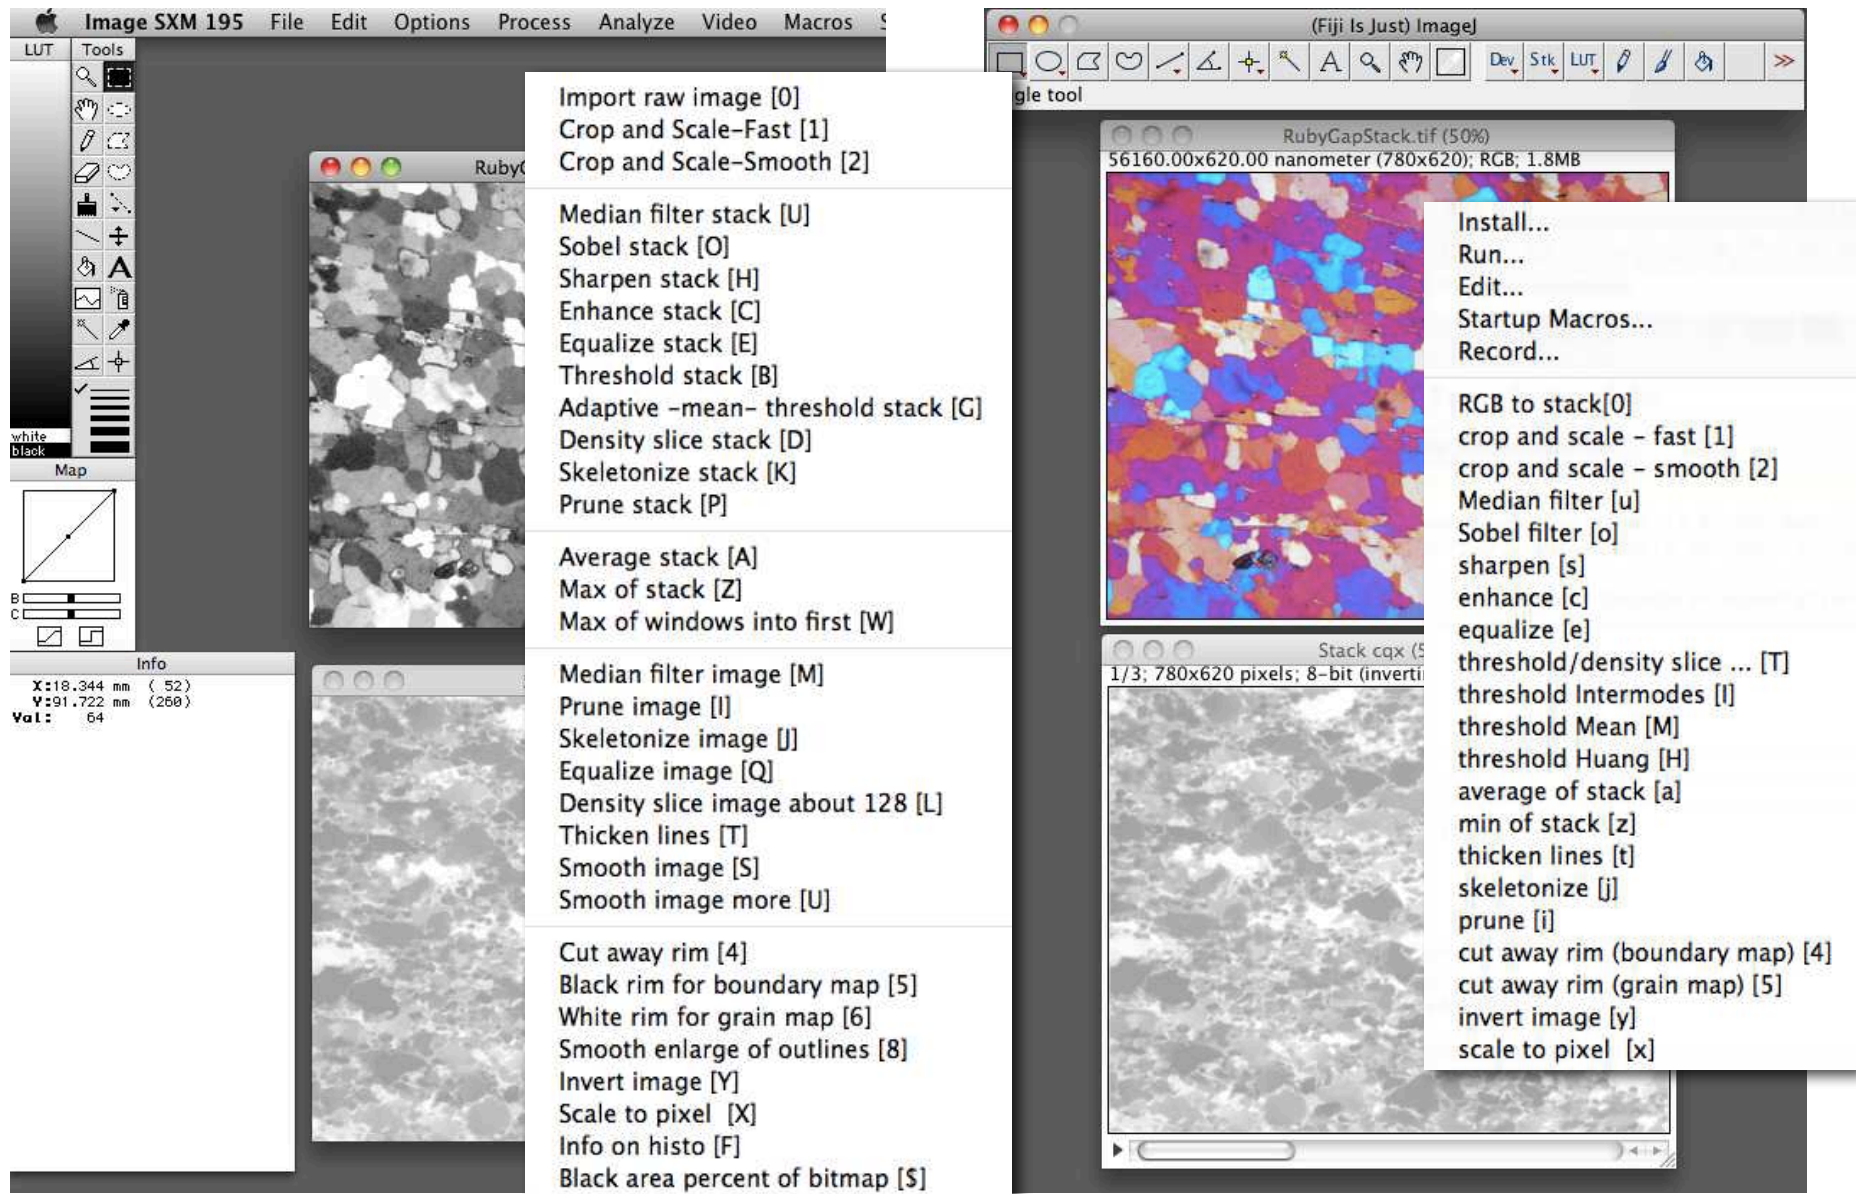 Image SXM 195 File Edit Options Process Analyze Video Macros
LUT Tools
white
black
Map
B
C
Info
X:18.344 mm ( 52)
Y:91.722 mm (260)
Val: 64
Import raw image [0]
Crop and Scale-Fast [1]
Crop and Scale-Smooth [2]
Median filter stack [U]
Sobel stack [O]
Sharpen stack [H]
Enhance stack [C]
Equalize stack [E]
Threshold stack [B]
Adaptive -mean- threshold stack [G]
Density slice stack [D]
Skeletonize stack [K]
Prune stack [P]
Average stack [A]
Max of stack [Z]
Max of windows into first [W]
Median filter image [M]
Prune image [I]
Skeletonize image [J]
Equalize image [Q]
Density slice image about 128 [L]
Thicken lines [T]
Smooth image [S]
Smooth image more [U]
Cut away rim [4]
Black rim for boundary map [5]
White rim for grain map [6]
Smooth enlarge of outlines [8]
Invert image [Y]
Scale to pixel [X]
Info on histo [F]
Black area percent of bitmap [$]
(Fiji Is Just) ImageJ
Dev Stk LUT
gle tool
RubyGapStack.tif (50%)
56160.00x620.00 nanometer (780x620); RGB; 1.8MB
Stack cqx (5
1/3; 780x620 pixels; 8-bit (inverti
Install...
Run...
Edit...
Startup Macros...
Record...
RGB to stack[0]
crop and scale - fast [1]
crop and scale - smooth [2]
Median filter [u]
Sobel filter [o]
sharpen [s]
enhance [c]
equalize [e]
threshold/density slice ... [T]
threshold Intermodes [I]
threshold Mean [M]
threshold Huang [H]
average of stack [a]
min of stack [z]
thicken lines [t]
skeletonize [j]
prune [i]
cut away rim (boundary map) [4]
cut away rim (grain map) [5]
invert image [y]
scale to pixel [x]